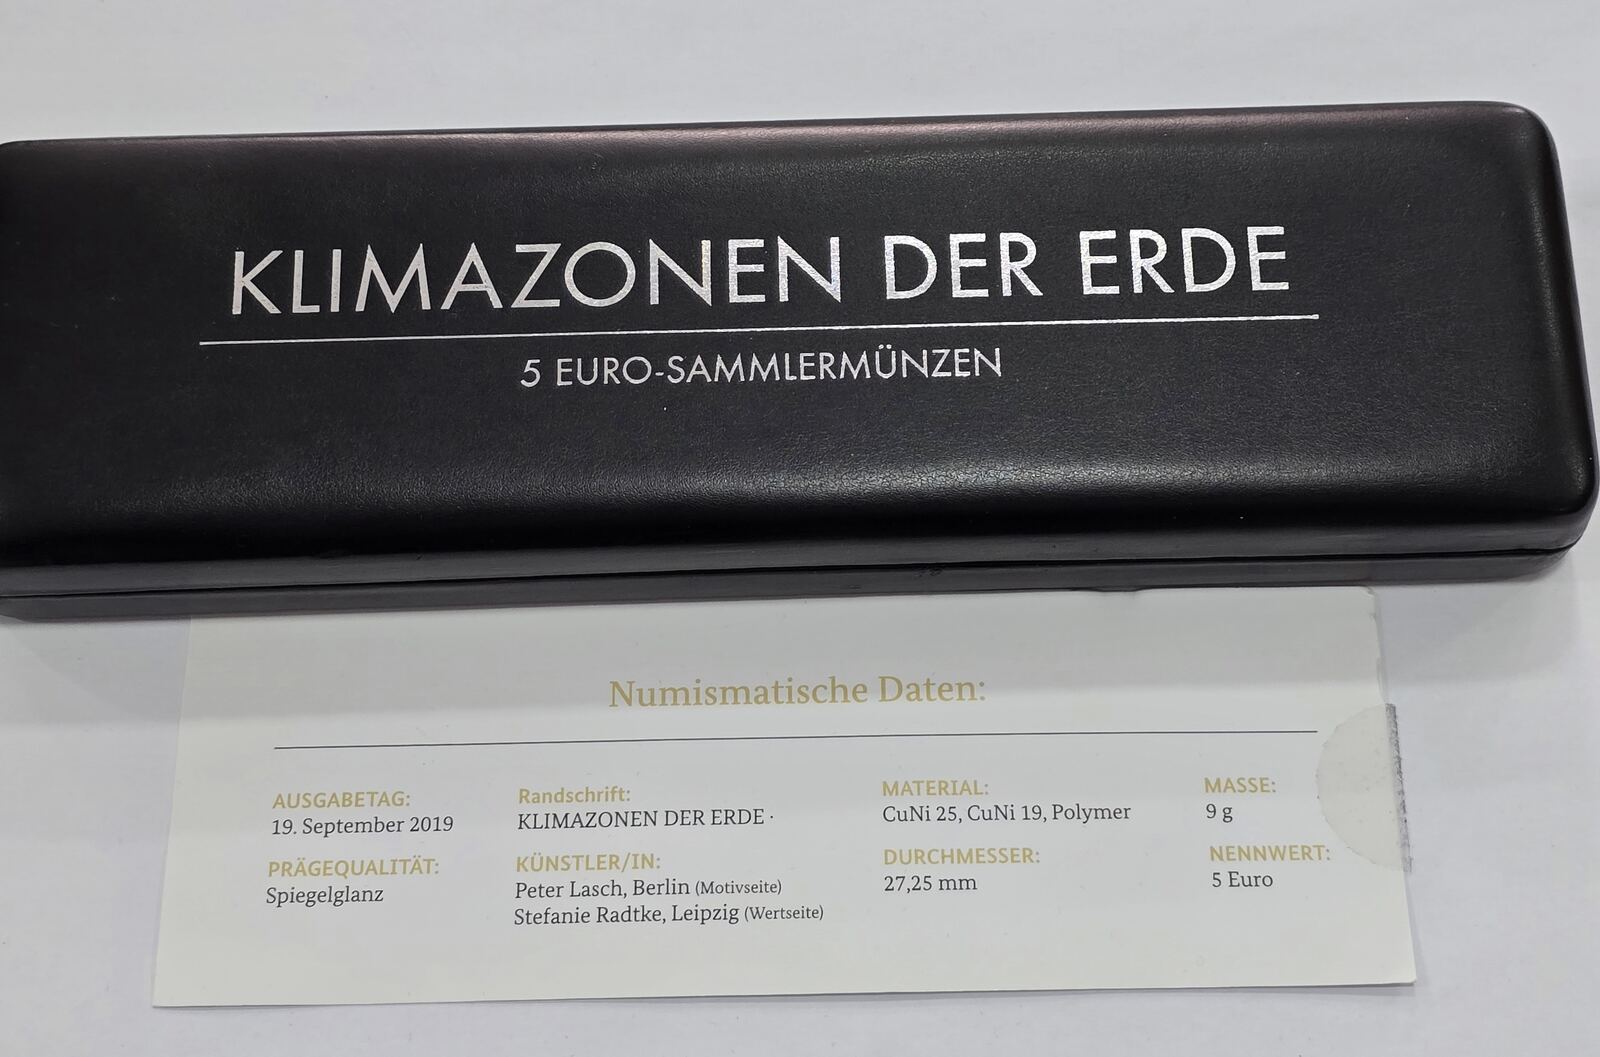 KLIMAZONEN DER ERDE
5 EURO-SAMMLERMÜNZEN
Numismatische Daten:
AUSGABETAG:
19. September 2019
PRÄGEQUALITÄT:
Spiegelglanz
Randschrift:
KLIMAZONEN DER ERDE ·
KÜNSTLER/IN:
Peter Lasch, Berlin (Motivseite)
Stefanie Radtke, Leipzig (Wertseite)
MATERIAL:
CuNi 25, CuNi 19, Polymer
DURCHMESSER:
27,25 mm
MASSE:
9 g
NENNWERT:
5 Euro